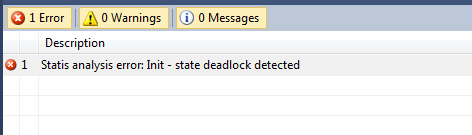 1 Error 0 Warnings 0 Messages
Description
1 Statis analysis error: Init - state deadlock detected